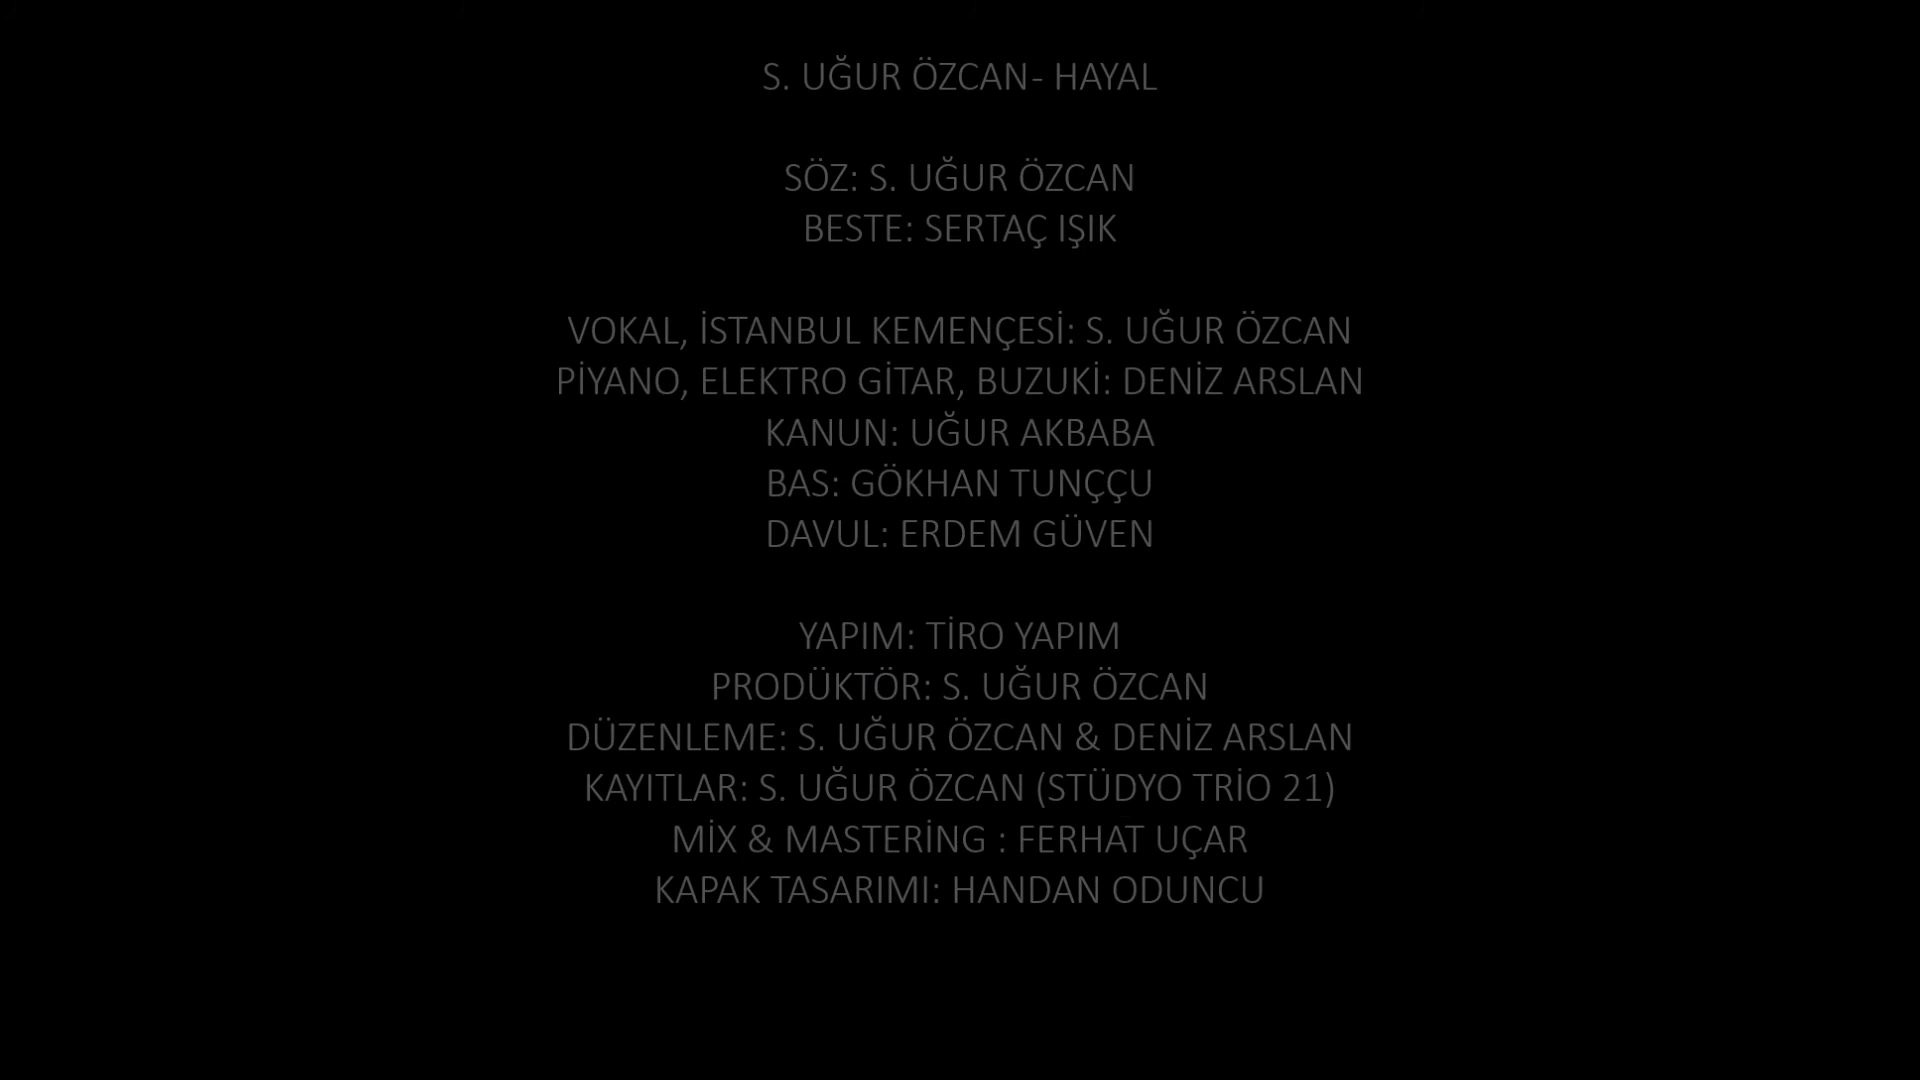 S. UĞUR ÖZCAN- HAYAL
SÖZ: S. UĞUR ÖZCAN
BESTE: SERTAÇ IŞIK
VOKAL, İSTANBUL KEMENÇESİ: S. UĞUR ÖZCAN
PİYANO, ELEKTRO GİTAR, BUZUKİ: DENİZ ARSLAN
KANUN: UĞUR AKBABA
BAS: GÖKHAN TUNÇÇU
DAVUL: ERDEM GÜVEN
YAPIM: TİRO YAPIM
PRODÜKTÖR: S. UĞUR ÖZCAN
DÜZENLEME: S. UĞUR ÖZCAN & DENİZ ARSLAN
KAYITLAR: S. UĞUR ÖZCAN (STÜDYO TRİO 21)
MİX & MASTERİNG : FERHAT UÇAR
KAPAK TASARIMI: HANDAN ODUNCU